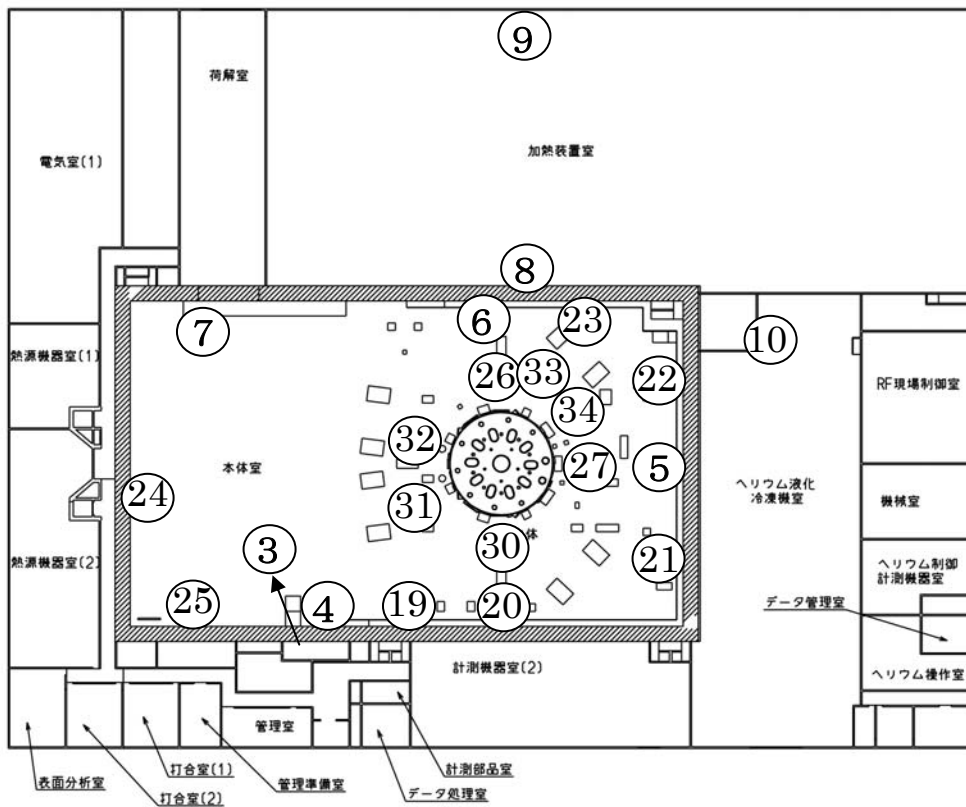 ⑨
荷解室
加熱装置室
電気室(1)
⑧
⑦
⑥
㉓
⑩
熱源機器室(1)
㉖
㉝
㉒
RF現場制御室
㉞
㉜
本体室
㉗
⑤
ヘリウム液化
冷凍機室
㉔
㉛
機械室
体
㉚
③
㉑
熱源機器室(2)
ヘリウム制御
計測機器室
㉕
④
⑲
⑳
データ管理室
計測機器室(2)
ヘリウム操作室
管理室
表面分析室
打合室(1)
打合室(2)
管理準備室
計測部品室
データ処理室